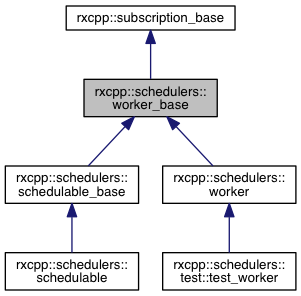 rxcpp::subscription_base
rxcpp::schedulers::
worker_base
rxcpp::schedulers::
schedulable_base
rxcpp::schedulers::
worker
rxcpp::schedulers::
schedulable
rxcpp::schedulers::
test::test_worker